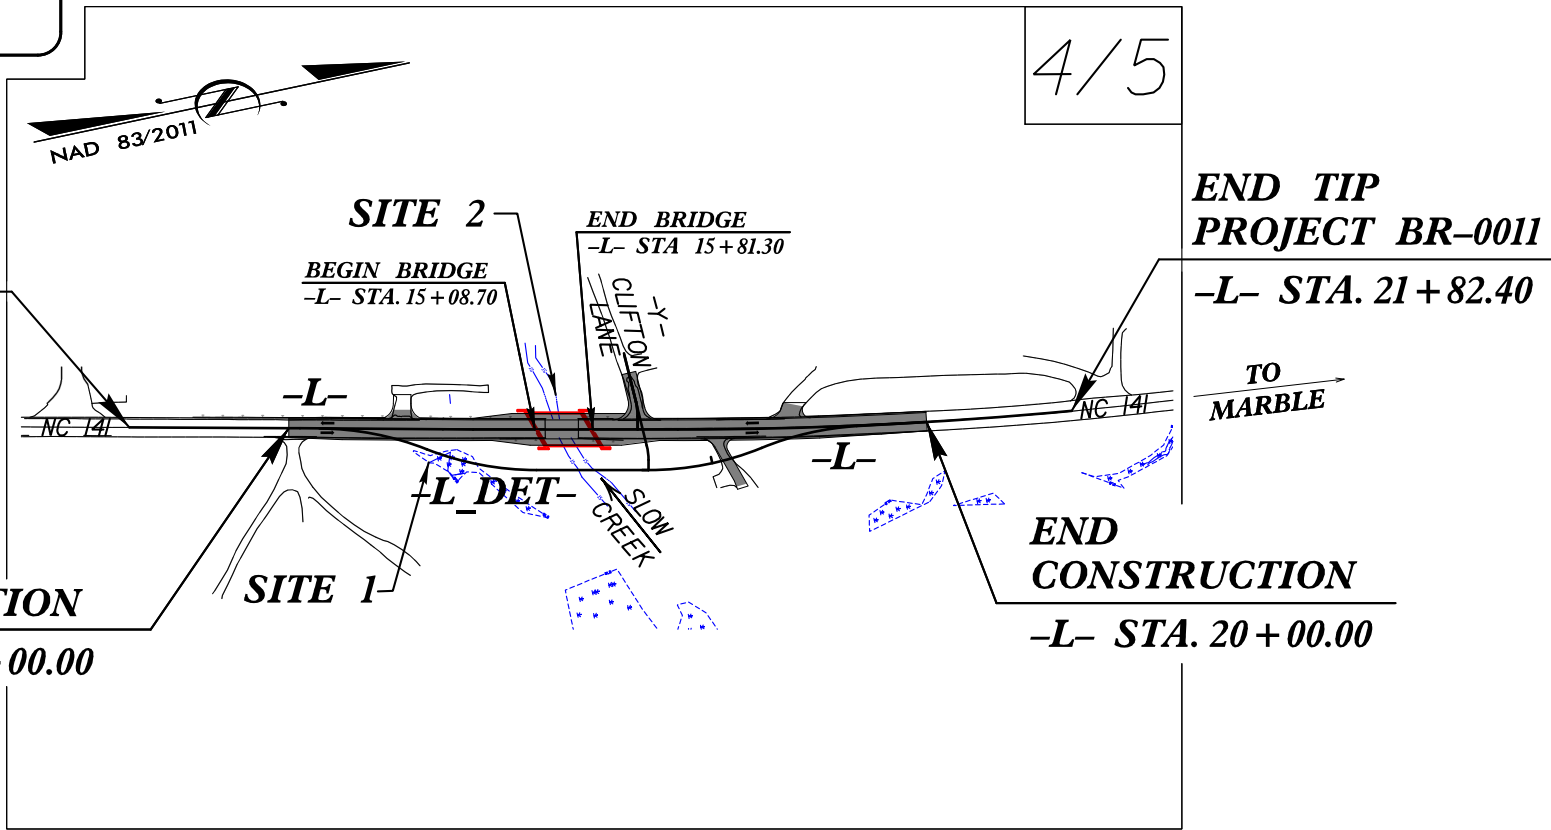 4/5
NAD 83/2011
END TIP
PROJECT BR-0011
-L- STA. 21+82.40
SITE 2
END BRIDGE
-L- STA 15+81.30
BEGIN BRIDGE
-L- STA. 15+08.70
-Y-
CLIFTON
LANE
TO
MARBLE
-L-
NC 141
NC 141
-L-
-L_DET-
SLOW
CREEK
SITE 1
END
CONSTRUCTION
-L- STA. 20+00.00
TION
00.00